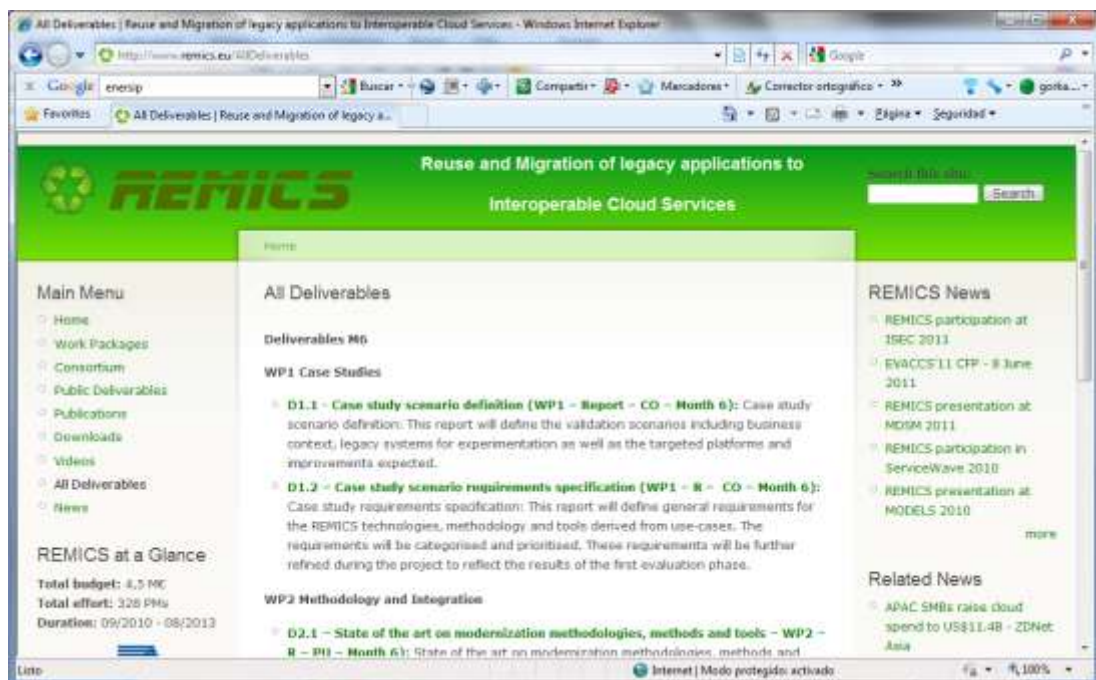 All Deliverables | Reuse and Migration of legacy applications to Interoperable Cloud Services - Windows Internet Explorer
http://www.remics.eu/AllDeliverables
Google
Google enersip Buscar Compartir Marcadores Corrector ortográfico gorka...
Favoritos All Deliverables | Reuse and Migration of legacy a... Página Seguridad
REMICS
Reuse and Migration of legacy applications to
Interoperable Cloud Services
Search this site:
Search
Home
Main Menu
Home
Work Packages
Consortium
Public Deliverables
Publications
Downloads
Videos
All Deliverables
News
REMICS at a Glance
Total budget: 4,5 M€
Total effort: 328 PMs
Duration: 09/2010 - 08/2013
All Deliverables
Deliverables M6
WP1 Case Studies
D1.1 - Case study scenario definition (WP1 - Report - CO - Month 6): Case study
scenario definition: This report will define the validation scenarios including business
context, legacy systems for experimentation as well as the targeted platforms and
improvements expected.
D1.2 - Case study scenario requirements specification (WP1 - R - CO - Month 6):
Case study requirements specification: This report will define general requirements for
the REMICS technologies, methodology and tools derived from use-cases. The
requirements will be categorised and prioritised. These requirements will be further
refined during the project to reflect the results of the first evaluation phase.
WP2 Methodology and Integration
D2.1 - State of the art on modernization methodologies, methods and tools - WP2 -
R - PU - Month 6): State of the art on modernization methodologies, methods and
REMICS News
REMICS participation at
ISEC 2011
EVACCS'11 CFP - 8 June
2011
REMICS presentation at
MDSM 2011
REMICS participation in
ServiceWave 2010
REMICS presentation at
MODELS 2010
more
Related News
APAC SMBs raise cloud
spend to US$11.4B - ZDNet
Asia
Listo
Internet | Modo protegido: activado
100%